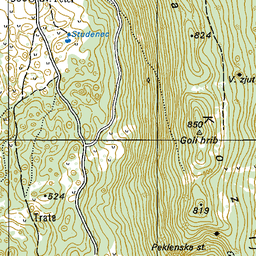 Studenec
824
V. zjut
850
Goli hrib
524
Trate
819
Peklenska st.
K
o
z